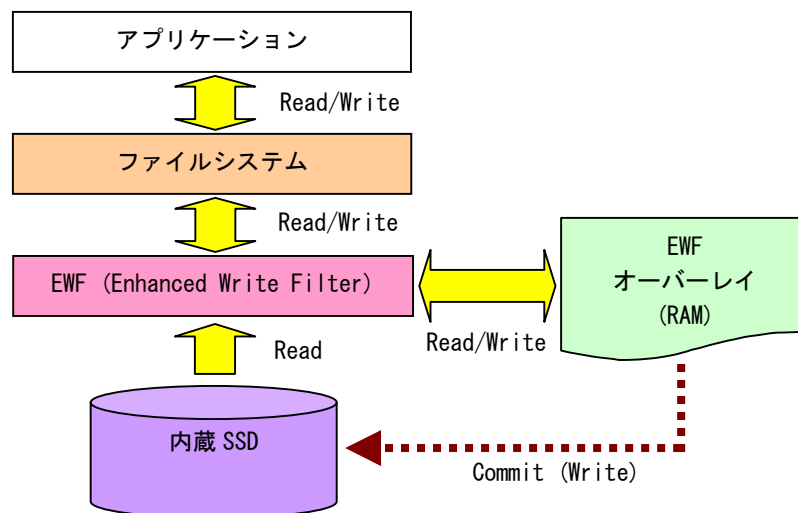 アプリケーション
Read/Write
ファイルシステム
Read/Write
EWF (Enhanced Write Filter)
EWF
オーバーレイ
(RAM)
Read/Write
Read
内蔵 SSD
Commit (Write)